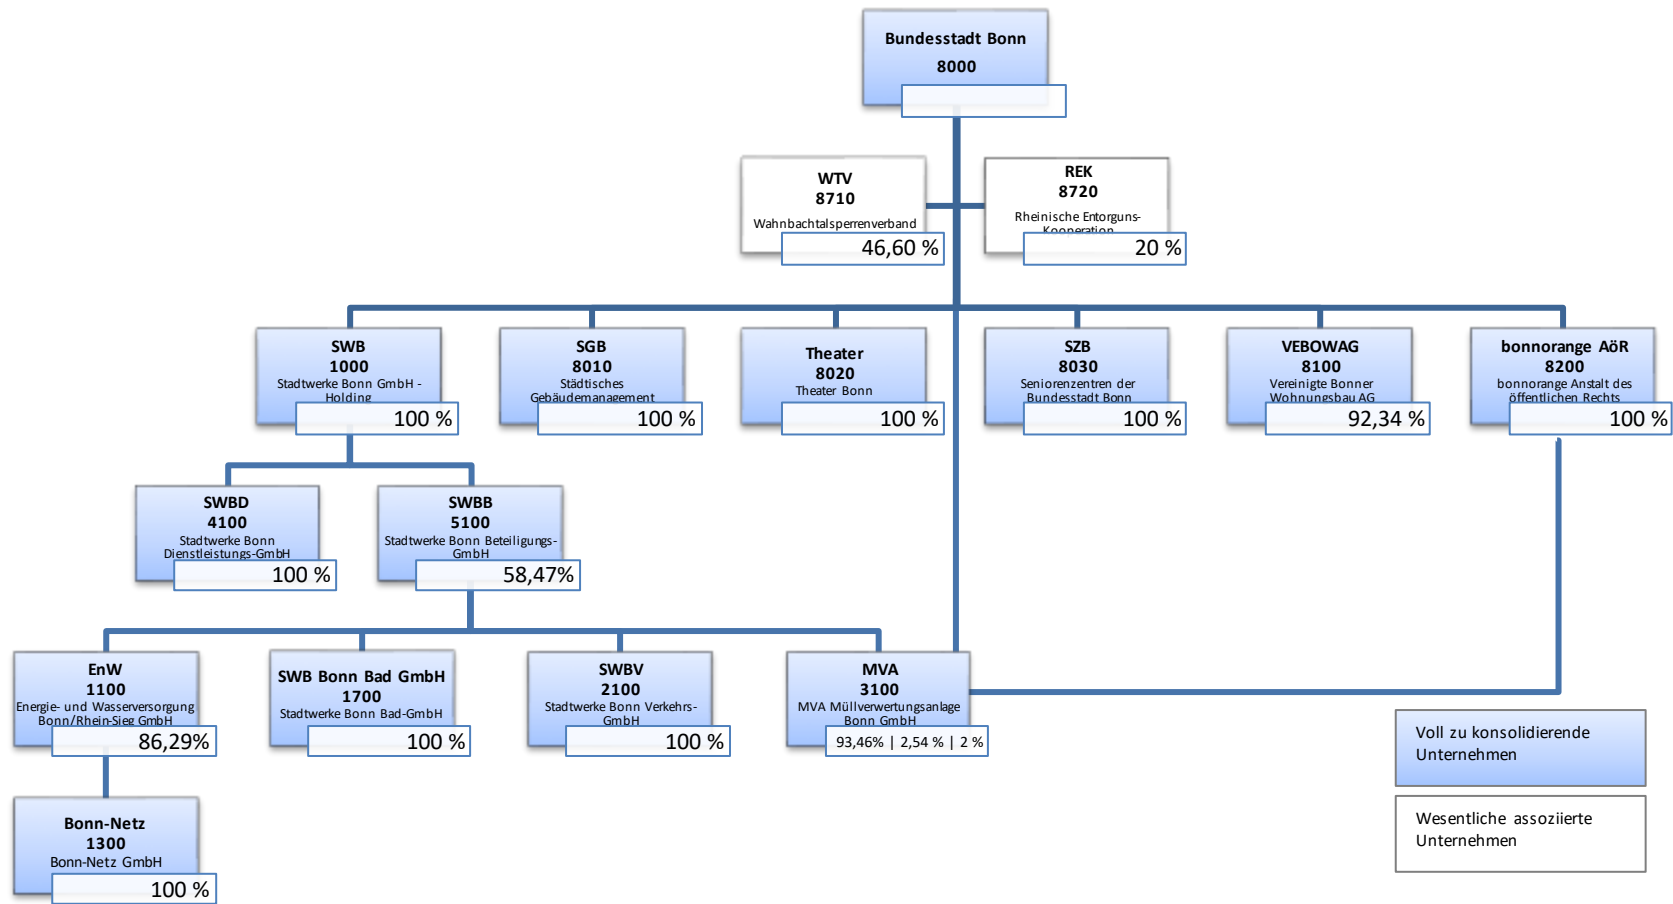 Bundesstadt Bonn
8000
WTV
8710
Wahnbachtalsperrenverband
46,60 %
REK
8720
Rheinische Entorguns-
Kooperation
20 %
SWB
1000
Stadtwerke Bonn GmbH -
Holding
100 %
SGB
8010
Städtisches
Gebäudemanagement
100 %
Theater
8020
Theater Bonn
100 %
SZB
8030
Seniorenzentren der
Bundesstadt Bonn
100 %
VEBOWAG
8100
Vereinigte Bonner
Wohnungsbau AG
92,34 %
bonnorange AöR
8200
bonnorange Anstalt des
öffentlichen Rechts
100 %
SWBD
4100
Stadtwerke Bonn
Dienstleistungs-GmbH
100 %
SWBB
5100
Stadtwerke Bonn Beteiligungs-
GmbH
58,47%
EnW
1100
Energie- und Wasserversorgung
Bonn/Rhein-Sieg GmbH
86,29%
SWB Bonn Bad GmbH
1700
Stadtwerke Bonn Bad-GmbH
100 %
SWBV
2100
Stadtwerke Bonn Verkehrs-
GmbH
100 %
MVA
3100
MVA Müllverwertungsanlage
Bonn GmbH
93,46% | 2,54 % | 2 %
Bonn-Netz
1300
Bonn-Netz GmbH
100 %
Voll zu konsolidierende
Unternehmen
Wesentliche assoziierte
Unternehmen